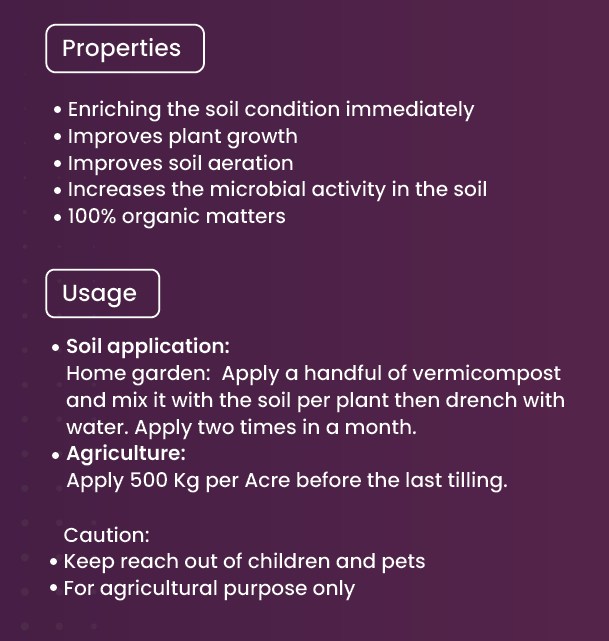 Properties
• Enriching the soil condition immediately
• Improves plant growth
• Improves soil aeration
• Increases the microbial activity in the soil
• 100% organic matters
Usage
• Soil application:
Home garden:  Apply a handful of vermicompost
and mix it with the soil per plant then drench with
water. Apply two times in a month.
• Agriculture:
Apply 500 Kg per Acre before the last tilling.
Caution:
• Keep reach out of children and pets
• For agricultural purpose only